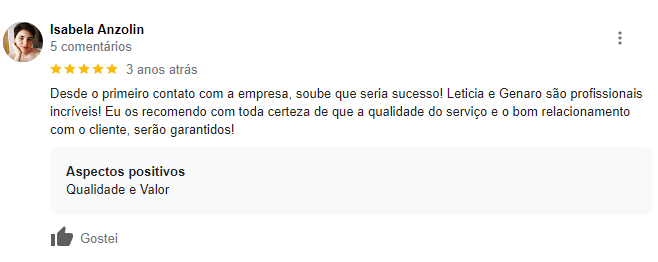 Isabela Anzolin
5 comentários
3 anos atrás
Desde o primeiro contato com a empresa, soube que seria sucesso! Leticia e Genaro são profissionais
incríveis! Eu os recomendo com toda certeza de que a qualidade do serviço e o bom relacionamento
com o cliente, serão garantidos!
Aspectos positivos
Qualidade e Valor
Gostei